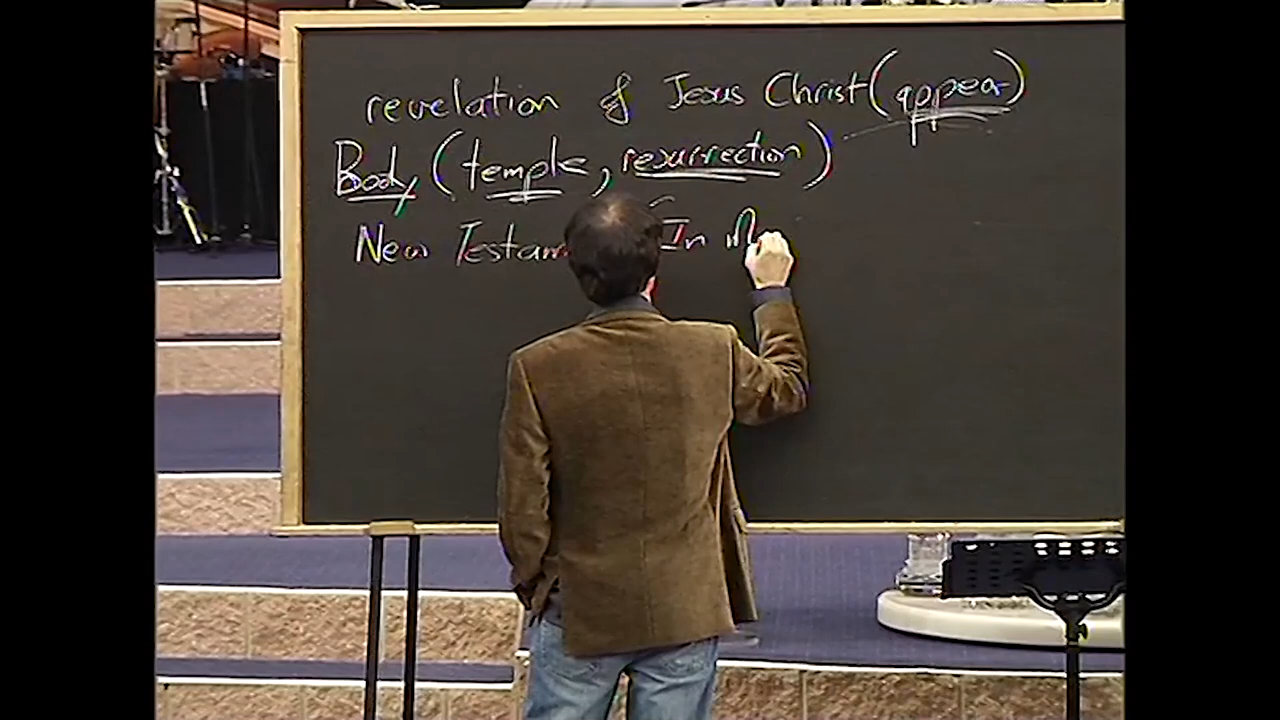 revelation of Jesus Christ (appear)
Body (temple, resurrection)
New Testam In